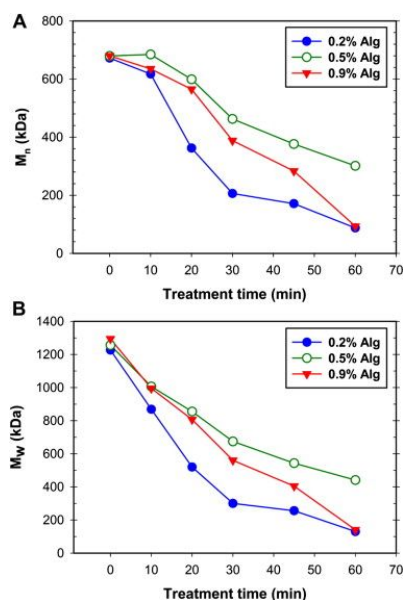 A
800
600
400
200
0
Mn (kDa)
0.2% Alg
0.5% Alg
0.9% Alg
0 10 20 30 40 50 60 70
Treatment time (min)
B
1400
1200
1000
800
600
400
200
0
MW (kDa)
0.2% Alg
0.5% Alg
0.9% Alg
0 10 20 30 40 50 60 70
Treatment time (min)